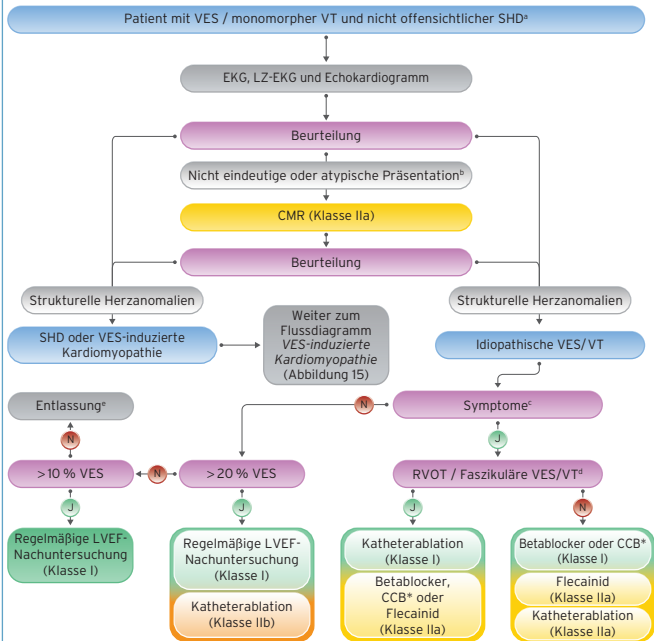 Patient mit VES / monomorpher VT und nicht offensichtlicher SHDᵃ
EKG, LZ-EKG und Echokardiogramm
Beurteilung
Nicht eindeutige oder atypische Präsentationᵇ
CMR (Klasse IIa)
Beurteilung
Strukturelle Herzanomalien
Strukturelle Herzanomalien
SHD oder VES-induzierte
Kardiomyopathie
Weiter zum
Flussdiagramm
VES-induzierte
Kardiomyopathie
(Abbildung 15)
Idiopathische VES/VT
Entlassungᵉ
N
Symptomeᶜ
N
J
>10 % VES
N
>20 % VES
RVOT / Faszikuläre VES/VTᵈ
J
J
J
N
Regelmäßige LVEF-
Nachuntersuchung
(Klasse I)
Regelmäßige LVEF-
Nachuntersuchung
(Klasse I)
Katheterablation
(Klasse IIb)
Katheterablation
(Klasse I)
Betablocker,
CCB* oder
Flecainid
(Klasse IIa)
Betablocker oder CCB*
(Klasse I)
Flecainid
(Klasse IIa)
Katheterablation
(Klasse IIa)